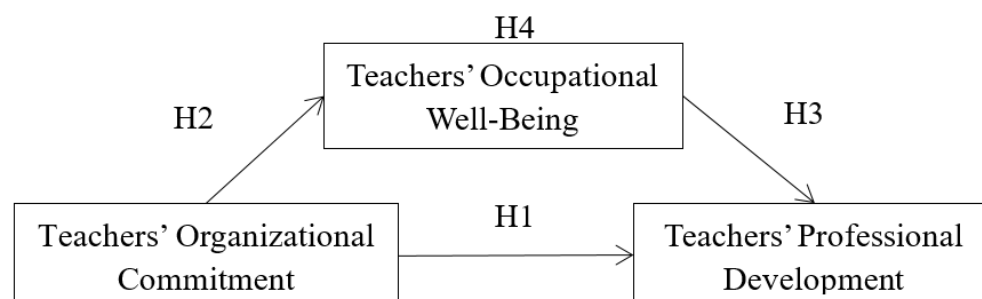 H4
Teachers’ Occupational
Well-Being
H2
H3
H1
Teachers’ Organizational
Commitment
Teachers’ Professional
Development